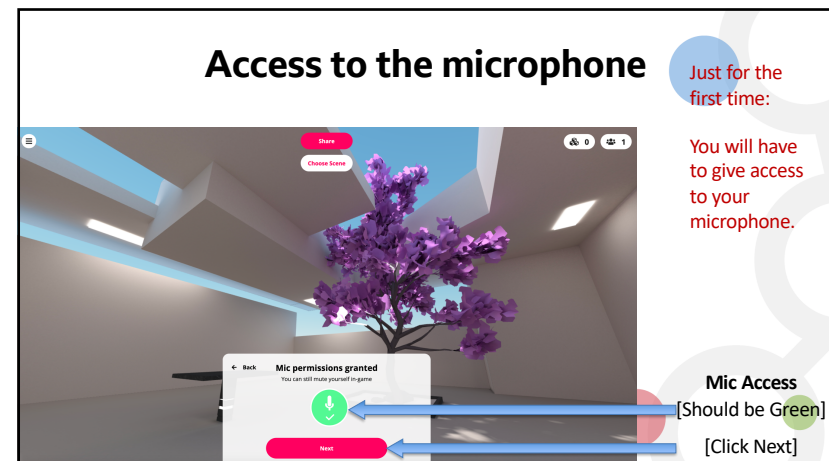 Access to the microphone
Just for the
first time:
You will have
to give access
to your
microphone.
Share
Choose Scene
0
1
← Back
Mic permissions granted
You can still mute yourself in-game
Next
Mic Access
[Should be Green]
[Click Next]